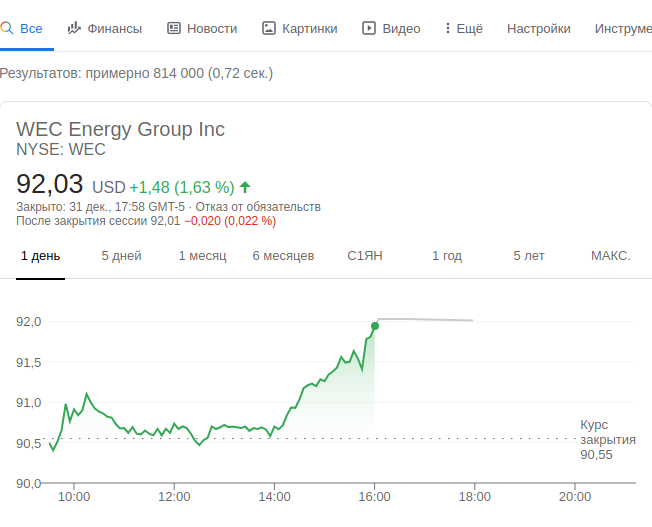 Все Финансы Новости Картинки Видео Ещё Настройки Инструме
Результатов: примерно 814 000 (0,72 сек.)
WEC Energy Group Inc
NYSE: WEC
92,03 USD +1,48 (1,63 %)
Закрыто: 31 дек., 17:58 GMT-5 · Отказ от обязательств
После закрытия сессии 92,01 −0,020 (0,022 %)
1 день 5 дней 1 месяц 6 месяцев С1ЯН 1 год 5 лет МАКС.
92,0
91,5
91,0
90,5
90,0
Курс
закрытия
90,55
10:00 12:00 14:00 16:00 18:00 20:00